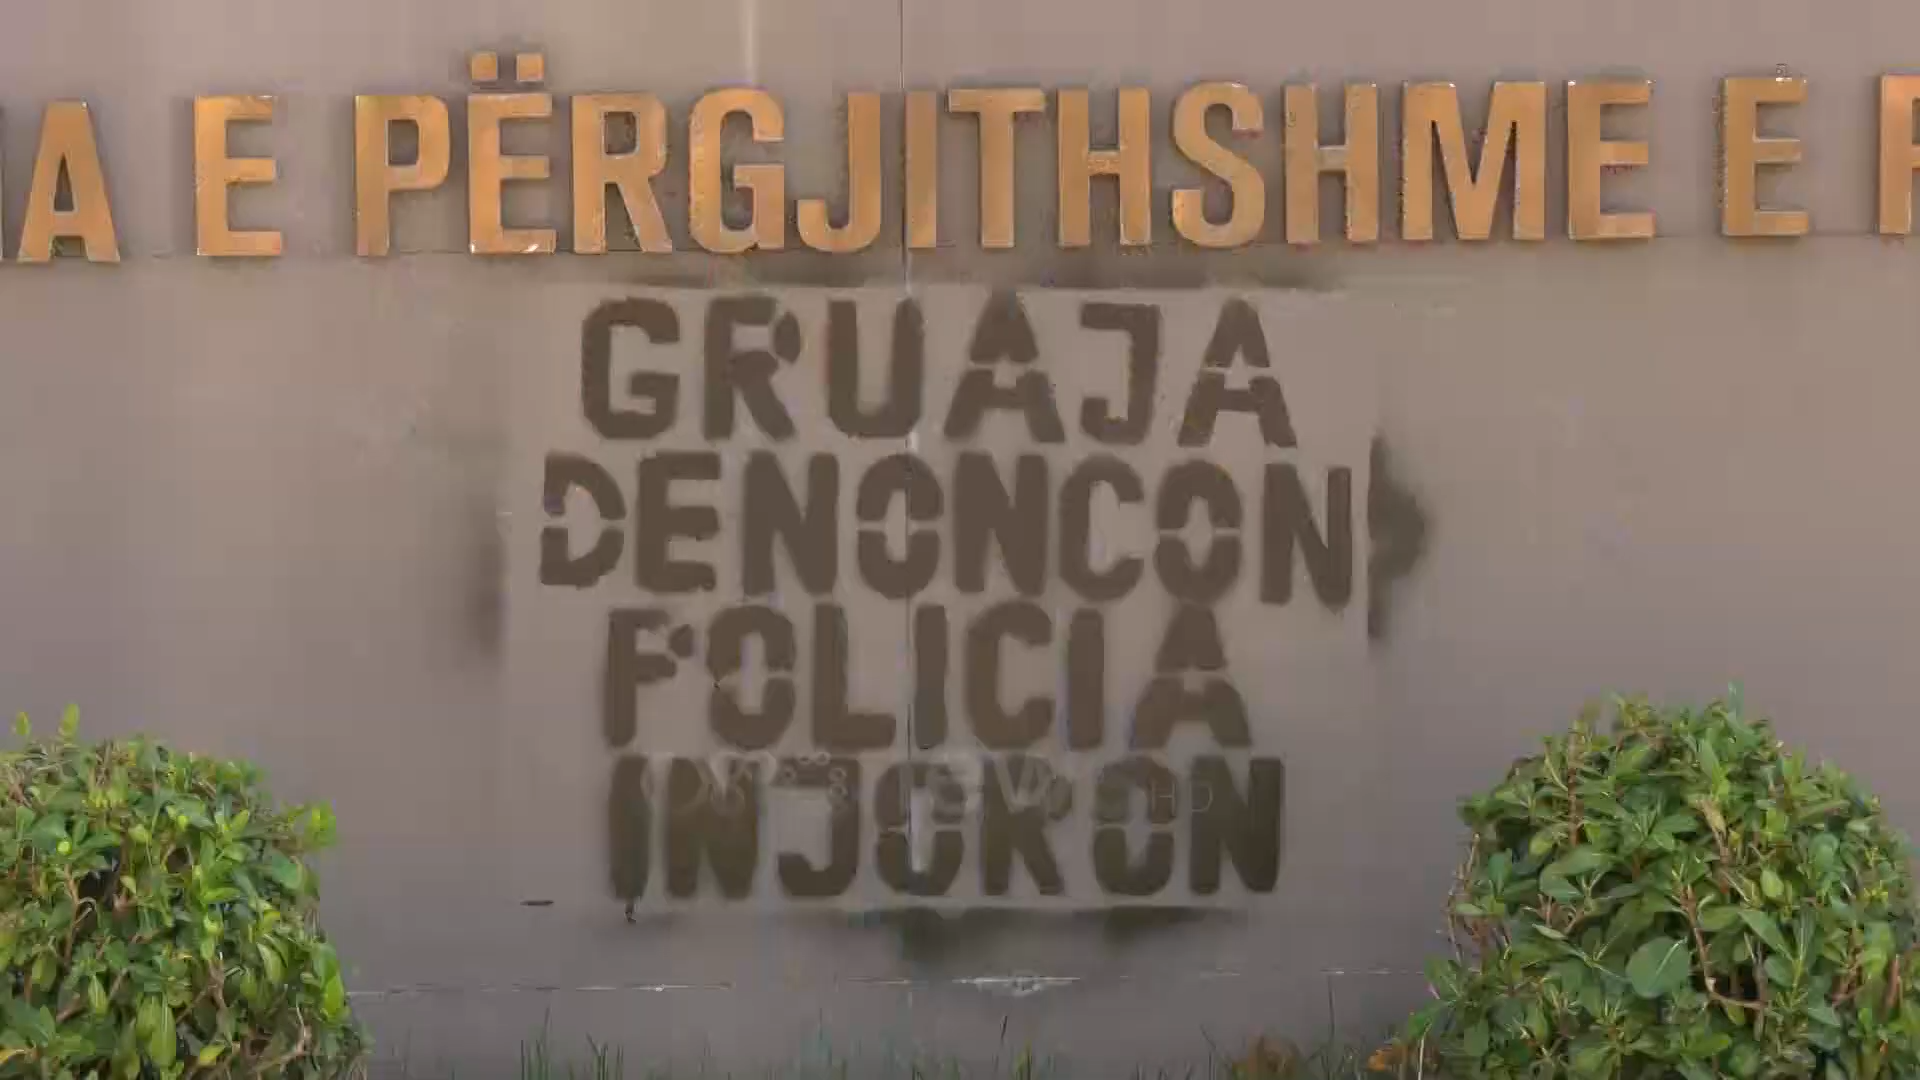 A E PËRGJITHSHME E P
GRUAJA
DENONCON
POLICIA
INJORON